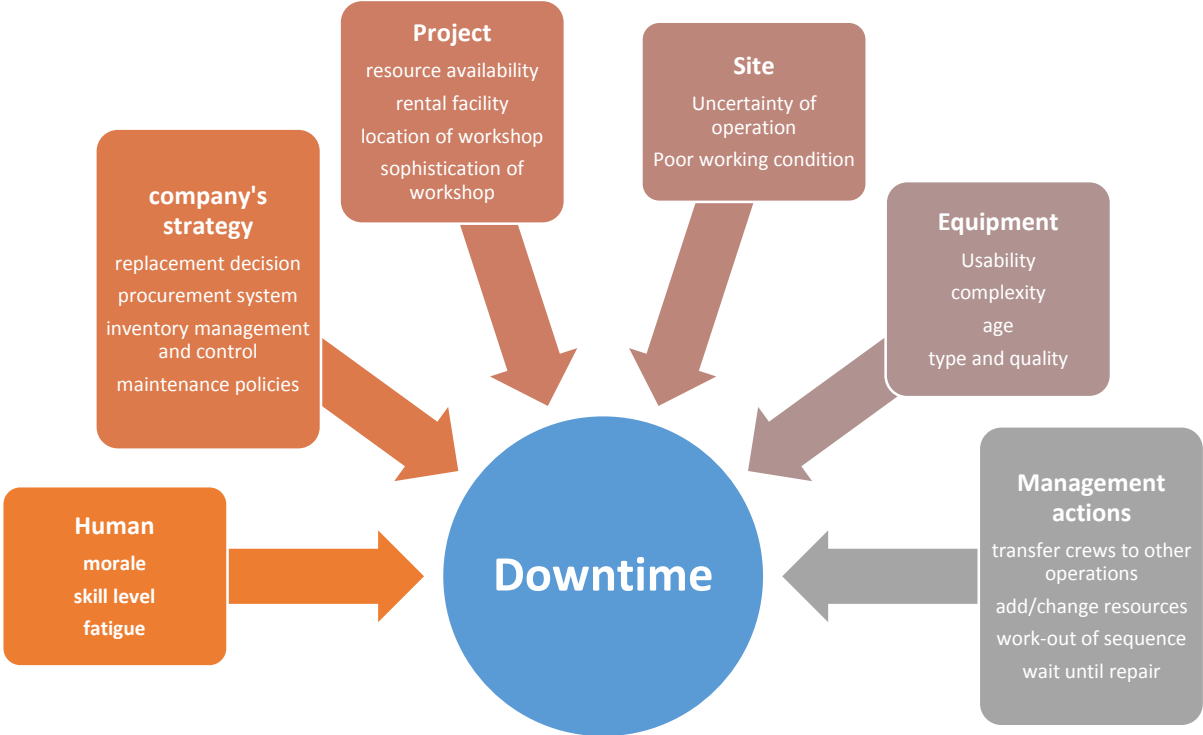 Project
resource availability
rental facility
location of workshop
sophistication of
workshop
Site
Uncertainty of
operation
Poor working condition
company's
strategy
replacement decision
procurement system
inventory management
and control
maintenance policies
Equipment
Usability
complexity
age
type and quality
Human
morale
skill level
fatigue
Management
actions
transfer crews to other
operations
add/change resources
work-out of sequence
wait until repair
Downtime